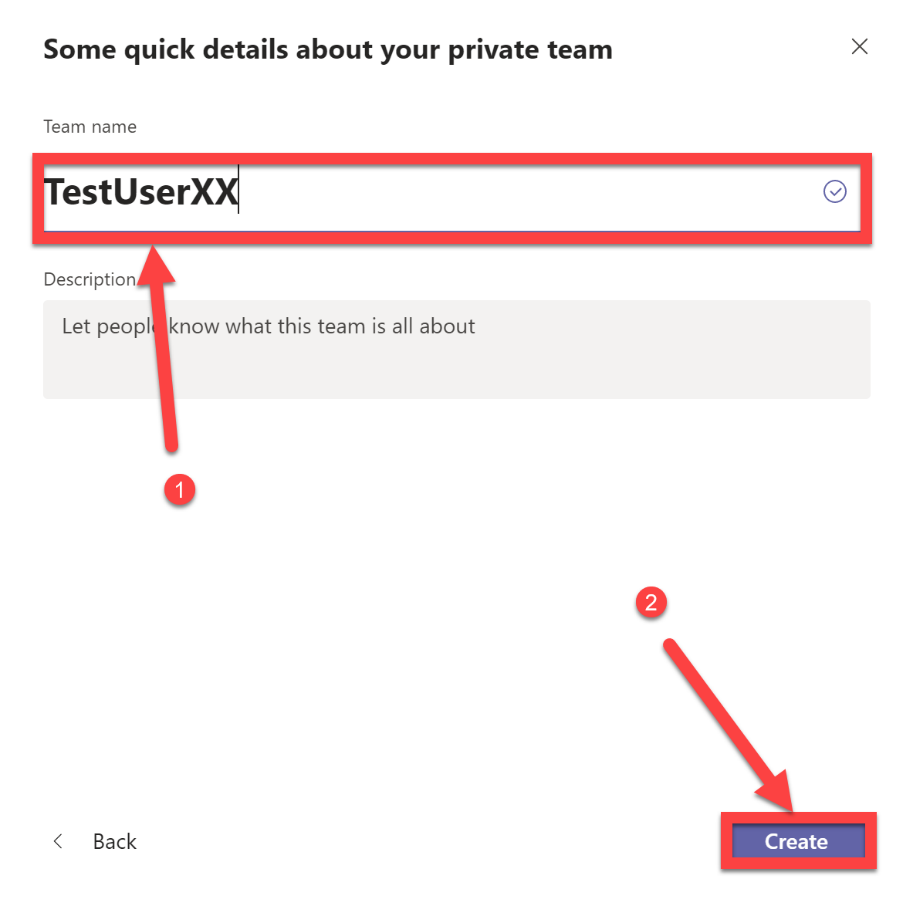 Some quick details about your private team
Team name
TestUserXX
Description
Let people know what this team is all about
1
2
Back
Create